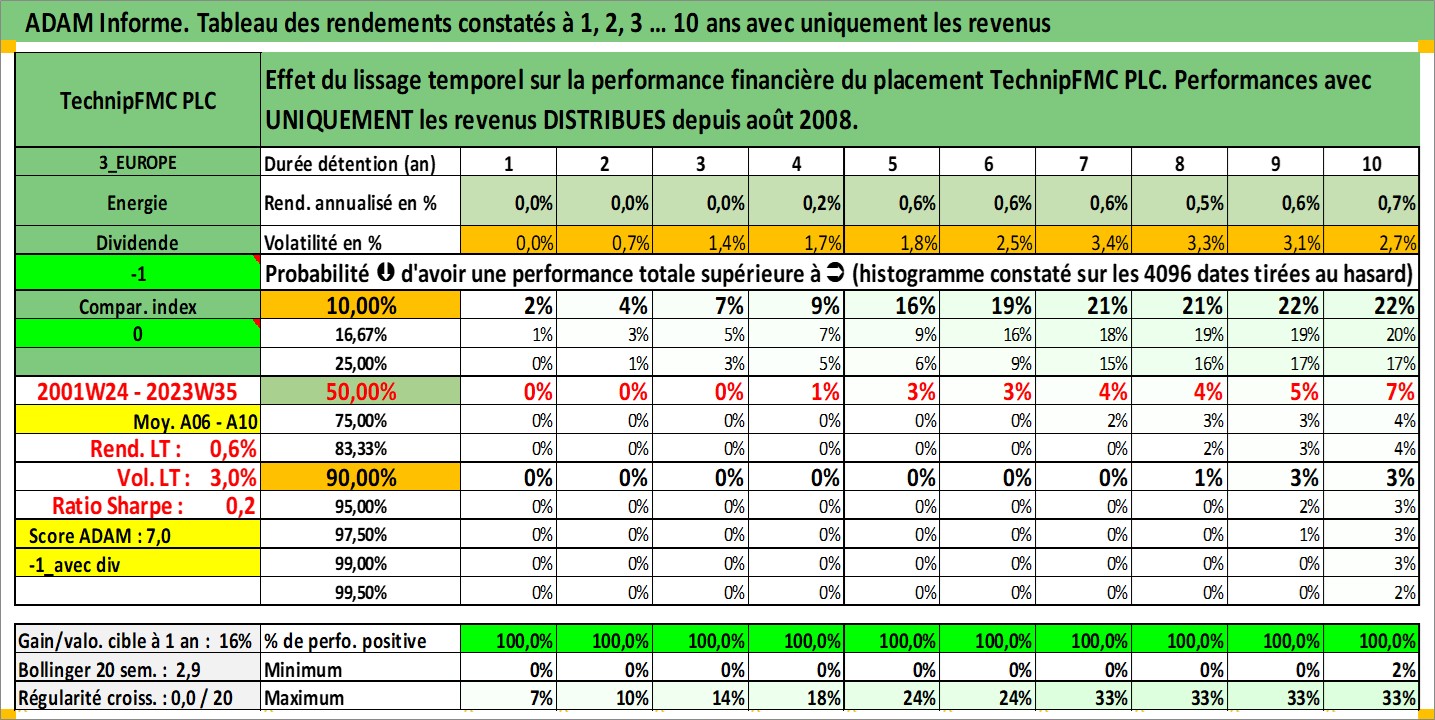 ADAM Informe. Tableau des rendements constatés à 1, 2, 3 ... 10 ans avec uniquement les revenus
TechnipFMC PLC
Effet du lissage temporel sur la performance financière du placement TechnipFMC PLC. Performances avec
UNIQUEMENT les revenus DISTRIBUES depuis août 2008.
3_EUROPE Durée détention (an) 1 2 3 4 5 6 7 8 9 10
Energie Rend. annualisé en % 0,0% 0,0% 0,0% 0,2% 0,6% 0,6% 0,6% 0,5% 0,6% 0,7%
Dividende Volatilité en % 0,0% 0,7% 1,4% 1,7% 1,8% 2,5% 3,4% 3,3% 3,1% 2,7%
-1 Probabilité d'avoir une performance totale supérieure à (histogramme constaté sur les 4096 dates tirées au hasard)
Compar. index 10,00% 2% 4% 7% 9% 16% 19% 21% 21% 22% 22%
0 16,67% 1% 3% 5% 7% 9% 16% 18% 19% 19% 20%
25,00% 0% 1% 3% 5% 6% 9% 15% 16% 17% 17%
2001W24 - 2023W35 50,00% 0% 0% 0% 1% 3% 3% 4% 4% 5% 7%
Moy. A06 - A10 75,00% 0% 0% 0% 0% 0% 0% 2% 3% 3% 4%
Rend. LT : 0,6% 83,33% 0% 0% 0% 0% 0% 0% 0% 2% 3% 4%
Vol. LT : 3,0% 90,00% 0% 0% 0% 0% 0% 0% 0% 1% 3% 3%
Ratio Sharpe : 0,2 95,00% 0% 0% 0% 0% 0% 0% 0% 0% 2% 3%
Score ADAM : 7,0 97,50% 0% 0% 0% 0% 0% 0% 0% 0% 1% 3%
-1_avec div 99,00% 0% 0% 0% 0% 0% 0% 0% 0% 0% 3%
99,50% 0% 0% 0% 0% 0% 0% 0% 0% 0% 2%
Gain/valo. cible à 1 an : 16% % de perfo. positive 100,0% 100,0% 100,0% 100,0% 100,0% 100,0% 100,0% 100,0% 100,0% 100,0%
Bollinger 20 sem. : 2,9 Minimum 0% 0% 0% 0% 0% 0% 0% 0% 0% 2%
Régularité croiss. : 0,0 / 20 Maximum 7% 10% 14% 18% 24% 24% 33% 33% 33% 33%